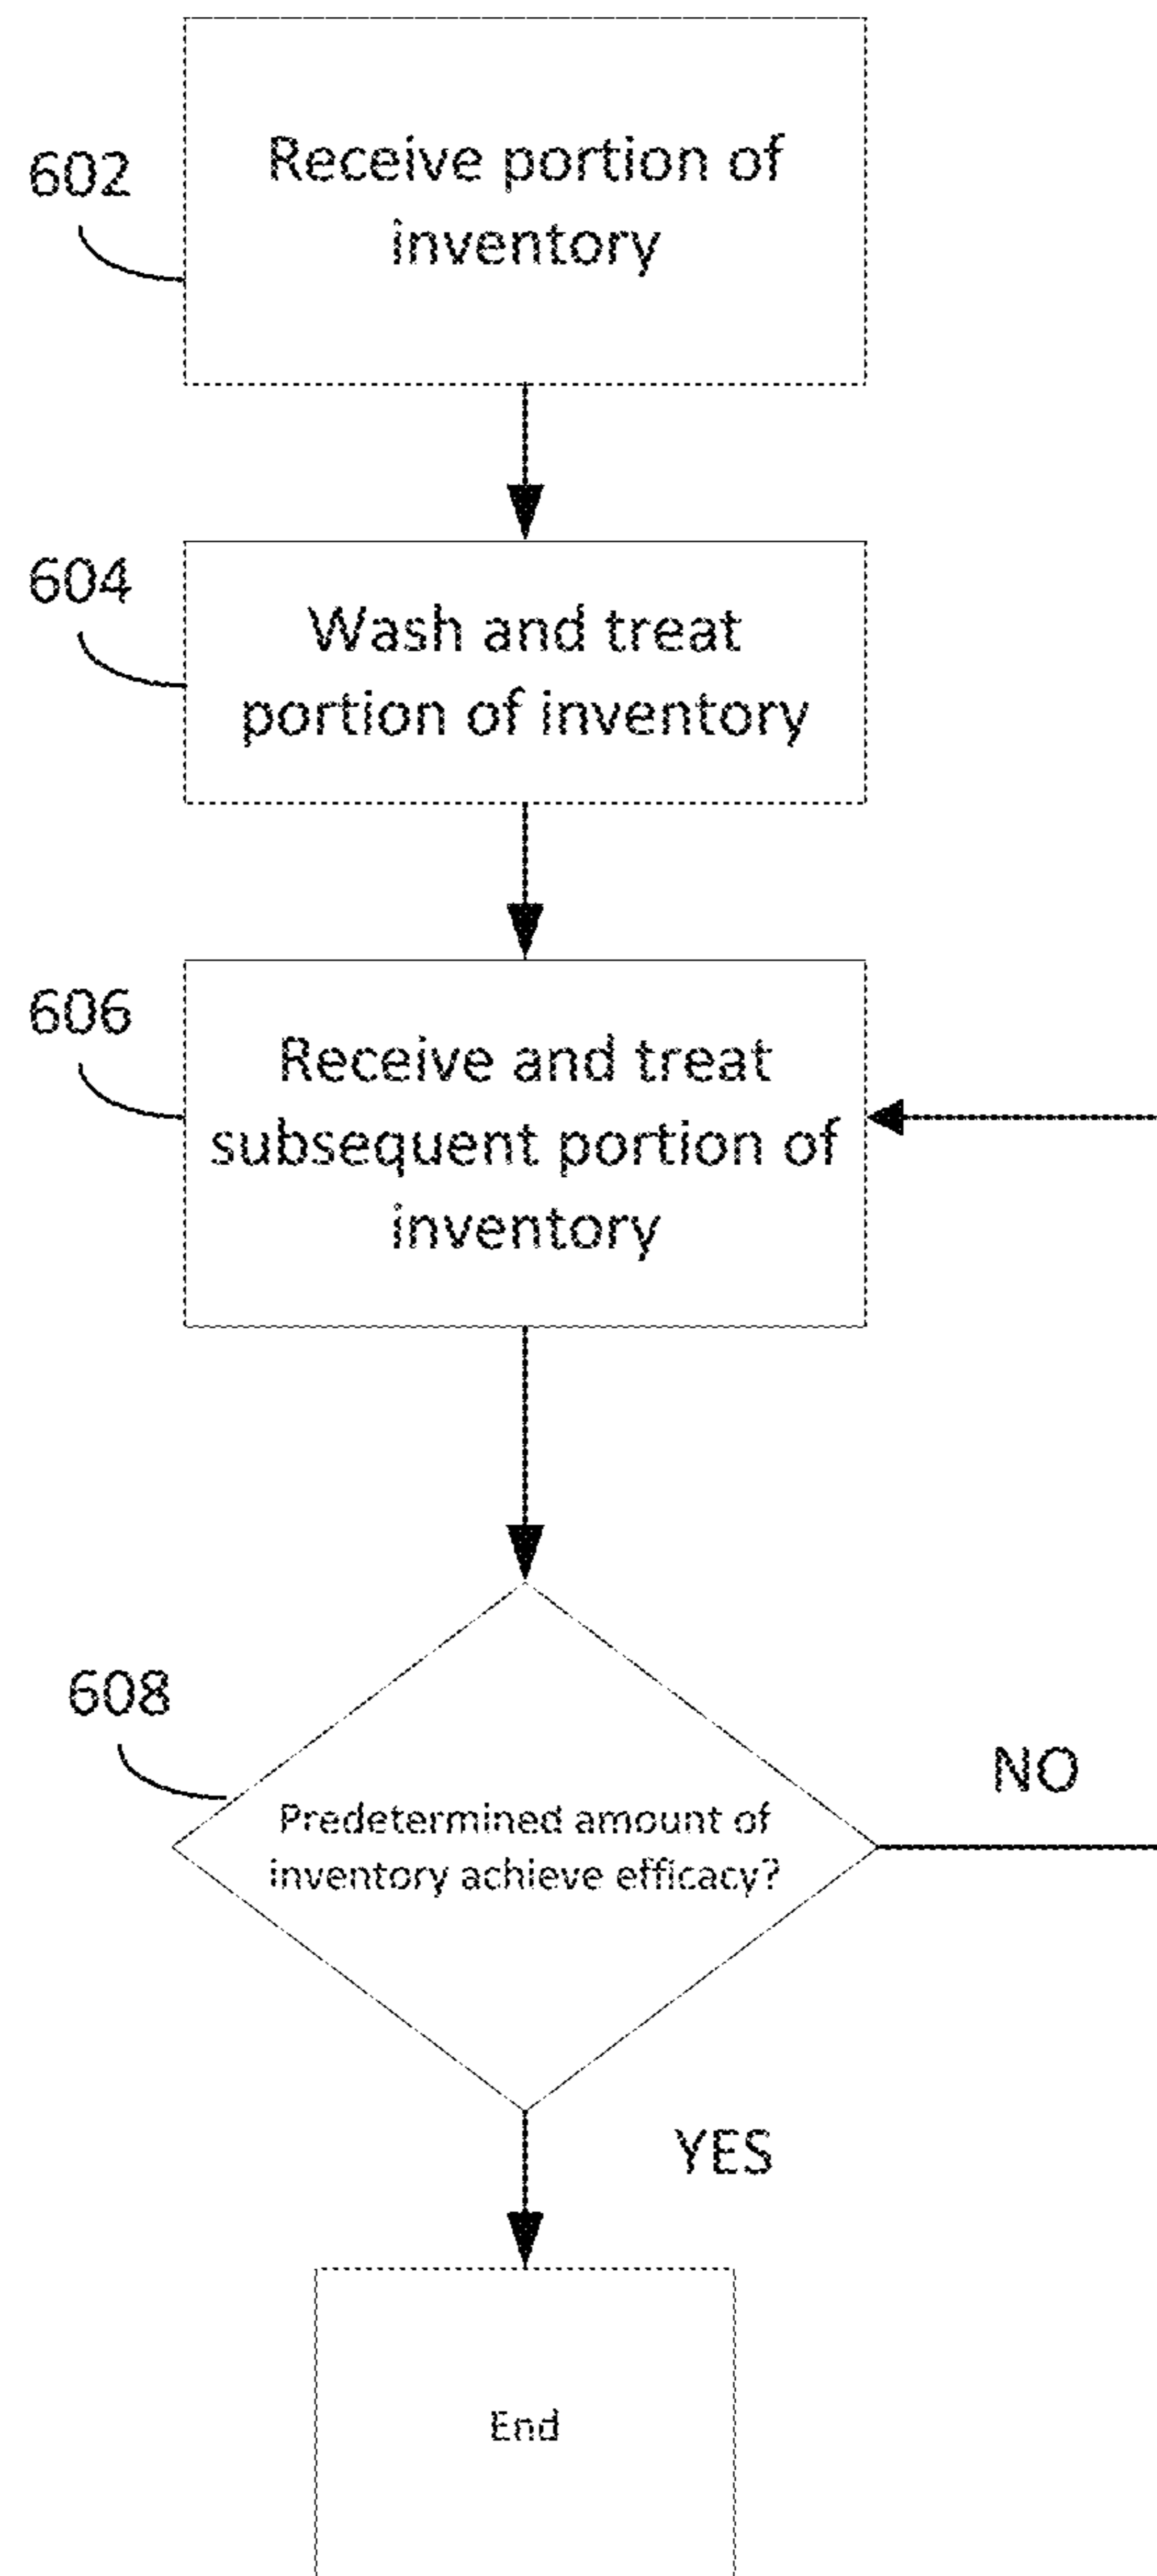 602
Receive portion of
inventory
604
Wash and treat
portion of inventory
606
Receive and treat
subsequent portion of
inventory
608
Predetermined amount of
inventory achieve efficacy?
NO
YES
End